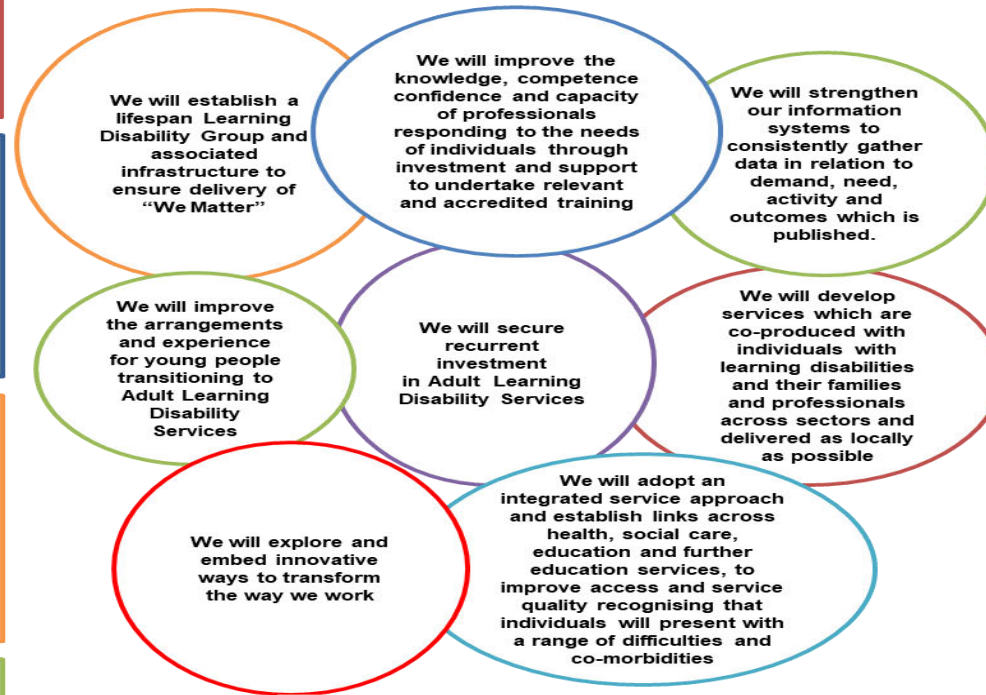 We will establish a
lifespan Learning
Disability Group and
associated
infrastructure to
ensure delivery of
“We Matter”
We will improve the
knowledge, competence
confidence and capacity
of professionals
responding to the needs
of individuals through
investment and support
to undertake relevant
and accredited training
We will strengthen
our information
systems to
consistently gather
data in relation to
demand, need,
activity and
outcomes which is
published.
We will improve
the arrangements
and experience
for young people
transitioning to
Adult Learning
Disability
Services
We will secure
recurrent
investment
in Adult Learning
Disability Services
We will develop
services which are
co-produced with
individuals with
learning disabilities
and their families
and professionals
across sectors and
delivered as locally
as possible
We will explore and
embed innovative
ways to transform
the way we work
We will adopt an
integrated service approach
and establish links across
health, social care,
education and further
education services, to
improve access and service
quality recognising that
individuals will present with
a range of difficulties and
co-morbidities